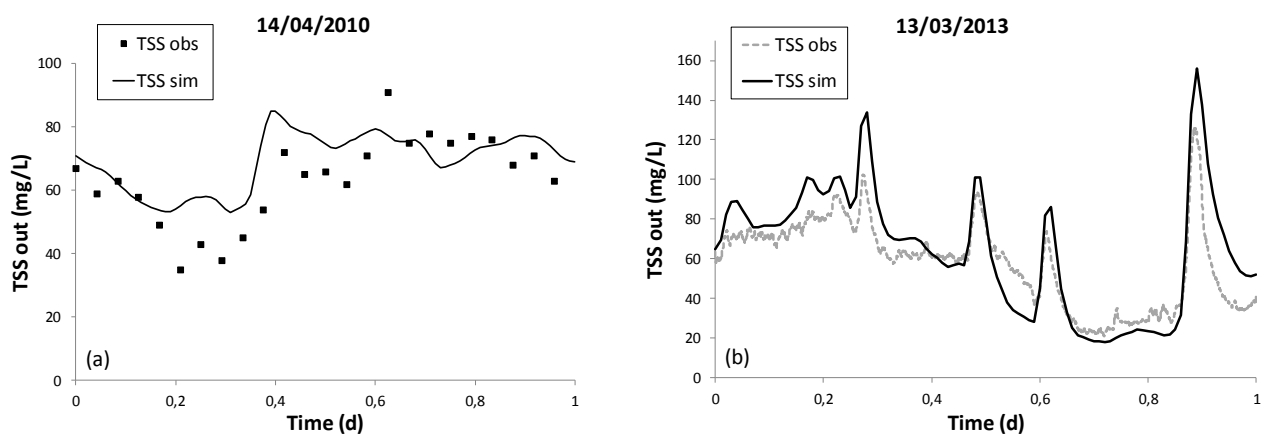 14/04/2010
TSS obs
TSS sim
TSS out (mg/L)
100
80
60
40
20
0
(a)
0 0,2 0,4 0,6 0,8 1
Time (d)
13/03/2013
TSS obs
TSS sim
TSS out (mg/L)
160
140
120
100
80
60
40
20
0
(b)
0 0,2 0,4 0,6 0,8 1
Time (d)